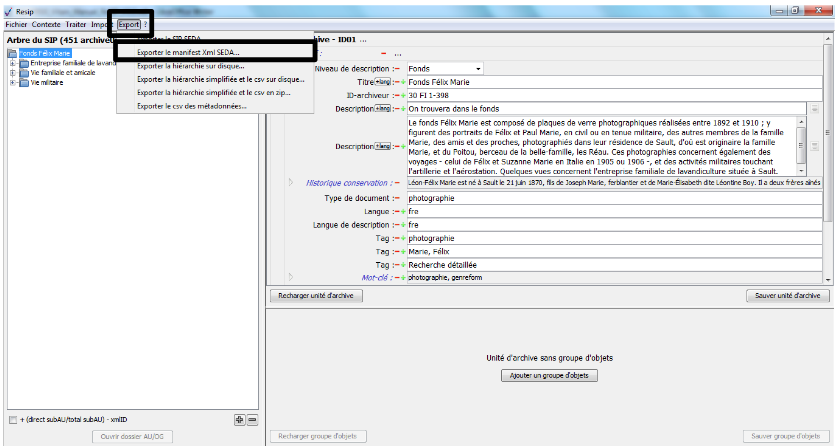 Resip
Fichier Contexte Traiter Import Export ?
Arbre du SIP (451 archives
Fonds Félix Marie
Entreprise familiale de lavand
Vie familiale et amicale
Vie militaire
Exporter le SIP SEDA...
Exporter le manifest Xml SEDA...
Exporter la hiérarchie sur disque...
Exporter la hiérarchie simplifiée et le csv sur disque...
Exporter la hiérarchie simplifiée et le csv en zip...
Exporter le csv des métadonnées...
hive - ID01 ...
: – ...
Niveau de description :– Fonds
Titre +lang :–+ Fonds Félix Marie
ID-archiveur :–+ 30 FI 1-398
Description +lang :–+ On trouvera dans le fonds
Description +lang :–+
Le fonds Félix Marie est composé de plaques de verre photographiques réalisées entre 1892 et 1910 ; y
figurent des portraits de Félix et Paul Marie, en civil ou en tenue militaire, des autres membres de la famille
Marie, des amis et des proches, photographiés dans leur résidence de Sault, d'où est originaire la famille
Marie, et du Poitou, berceau de la belle-famille, les Réau. Ces photographies concernent également des
voyages - celui de Félix et Suzanne Marie en Italie en 1905 ou 1906 -, et des activités militaires touchant
l'artillerie et l'aérostation. Quelques vues concernent l'entreprise familiale de lavandiculture située à Sault.
Historique conservation :– Léon-Félix Marie est né à Sault le 21 juin 1870, fils de Joseph Marie, ferblantier et de Marie-Élisabeth dite Léontine Boy. Il a deux frères aînés
Type de document :– photographie
Langue :–+ fre
Langue de description :–+ fre
Tag :–+ photographie
Tag :–+ Marie, Félix
Tag :–+ Recherche détaillée
Mot-clé :–+ photographie, genreform
Recharger unité d'archive Sauver unité d'archive
Unité d'archive sans groupe d'objets
Ajouter un groupe d'objets
+ (direct subAU/total subAU) - xmlID
Ouvrir dossier AU/DG
Recharger groupe d'objets Sauver groupe d'objets